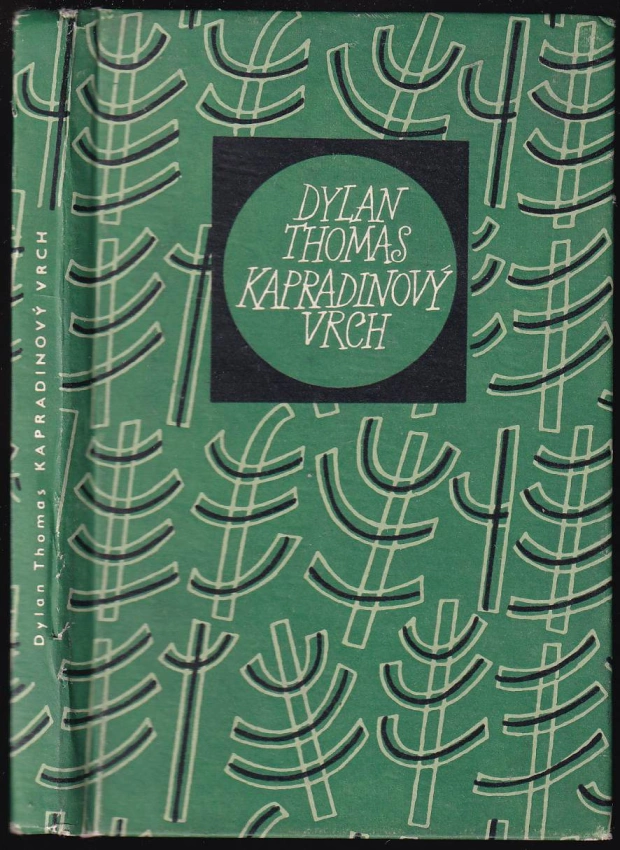 DYLAN
THOMAS
KAPRADINOVÝ
VRCH
Dylan Thomas KAPRADINOVÝ VRCH